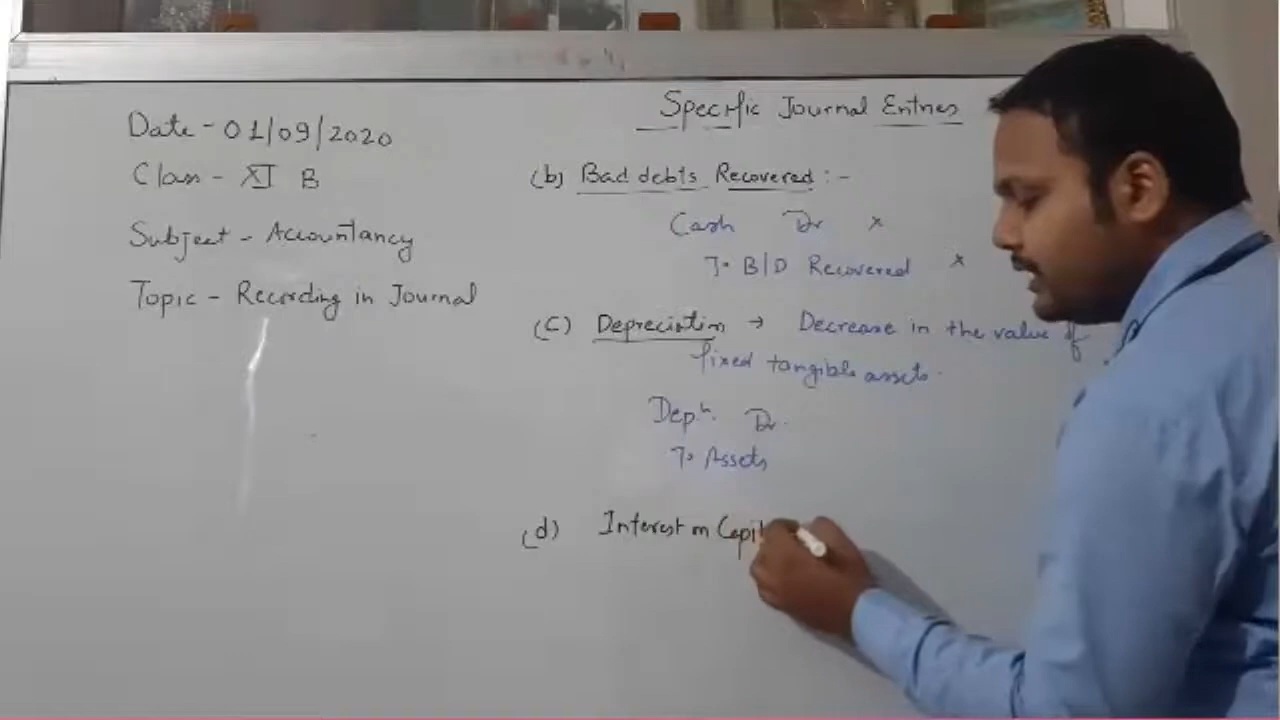 Date - 01/09/2020
Class - XI B
Subject - Accountancy
Topic - Recording in Journal
Specific Journal Entries
(b) Bad debts Recovered :-
Cash Dr x
To B/D Recovered x
(c) Depreciation → Decrease in the value of
fixed tangible assets.
Depn. Dr.
To Assets
(d) Interest on Capit